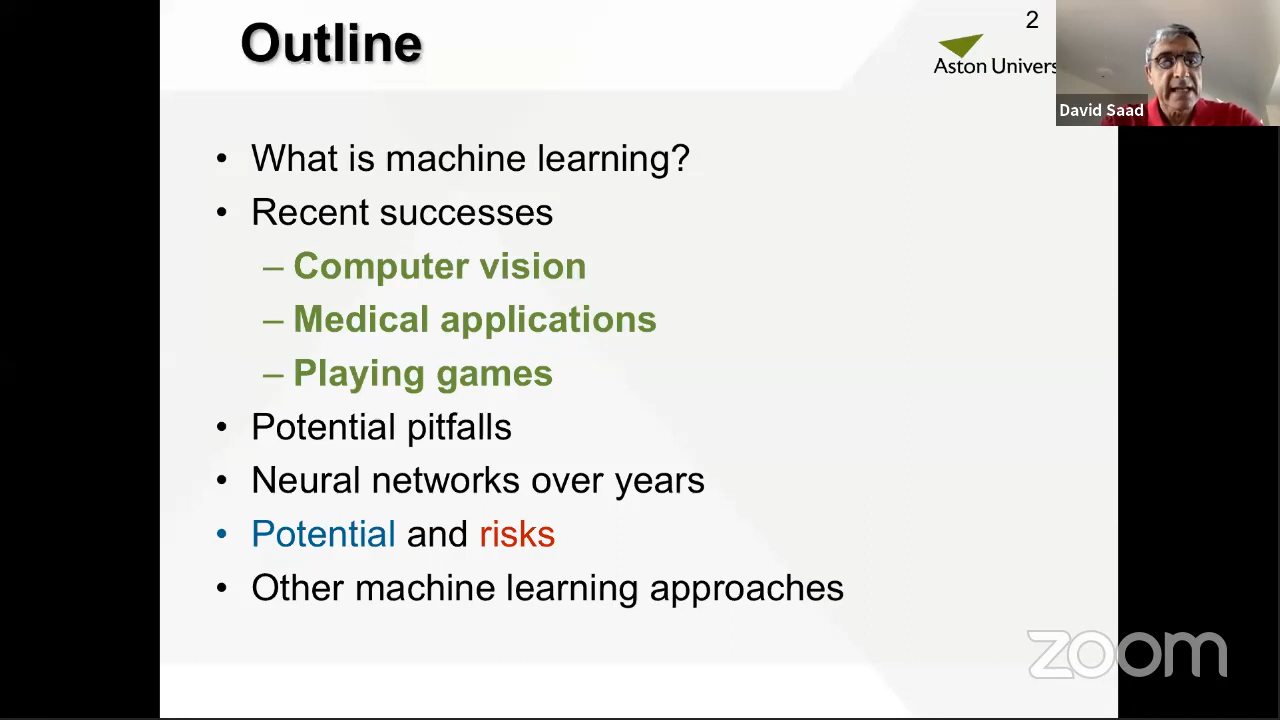 Outline
2
Aston Univers
David Saad
• What is machine learning?
• Recent successes
– Computer vision
– Medical applications
– Playing games
• Potential pitfalls
• Neural networks over years
• Potential and risks
• Other machine learning approaches
zoom